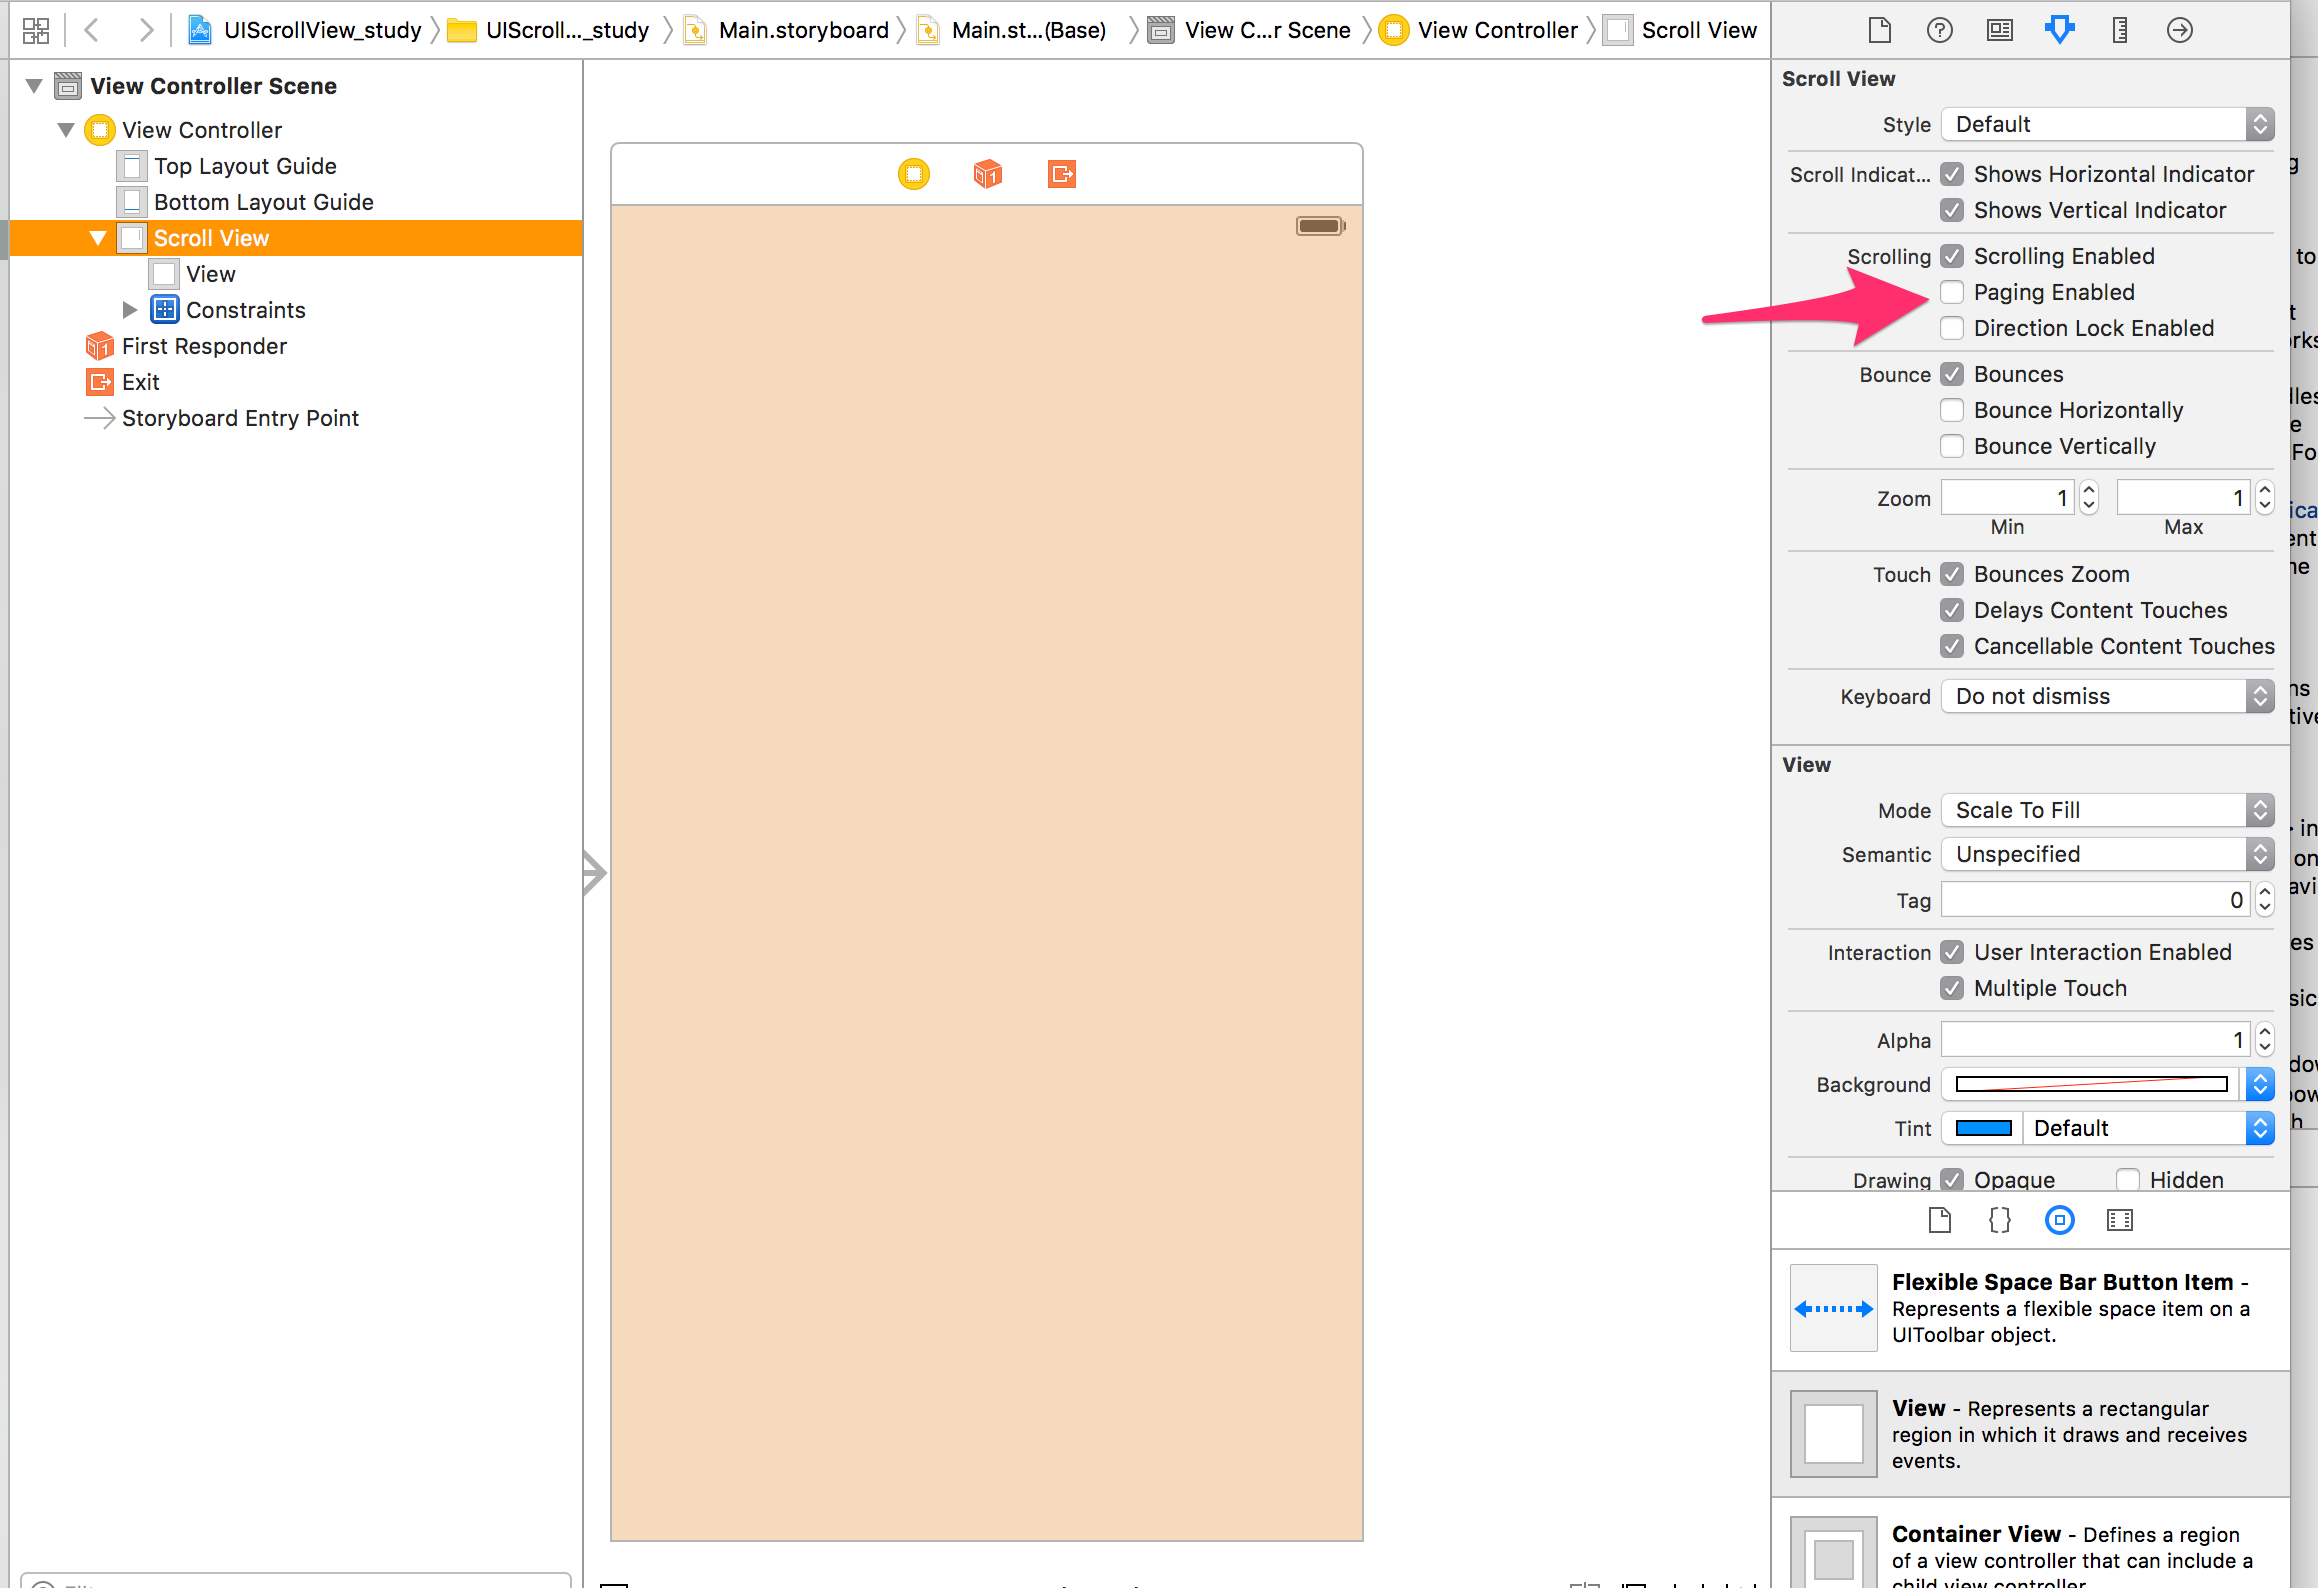 UIScrollView_study
UIScroll..._study
Main.storyboard
Main.st...(Base)
View C...r Scene
View Controller
Scroll View
View Controller Scene
View Controller
Top Layout Guide
Bottom Layout Guide
Scroll View
View
Constraints
First Responder
Exit
Storyboard Entry Point
Scroll View
Style Default
Scroll Indicat... Shows Horizontal Indicator
Shows Vertical Indicator
Scrolling Scrolling Enabled
Paging Enabled
Direction Lock Enabled
Bounce Bounces
Bounce Horizontally
Bounce Vertically
Zoom 1 1
Min Max
Touch Bounces Zoom
Delays Content Touches
Cancellable Content Touches
Keyboard Do not dismiss
View
Mode Scale To Fill
Semantic Unspecified
Tag 0
Interaction User Interaction Enabled
Multiple Touch
Alpha 1
Background
Tint Default
Drawing Opaque Hidden
Flexible Space Bar Button Item -
Represents a flexible space item on a
UIToolbar object.
View - Represents a rectangular
region in which it draws and receives
events.
Container View - Defines a region
of a view controller that can include a
child view controller.